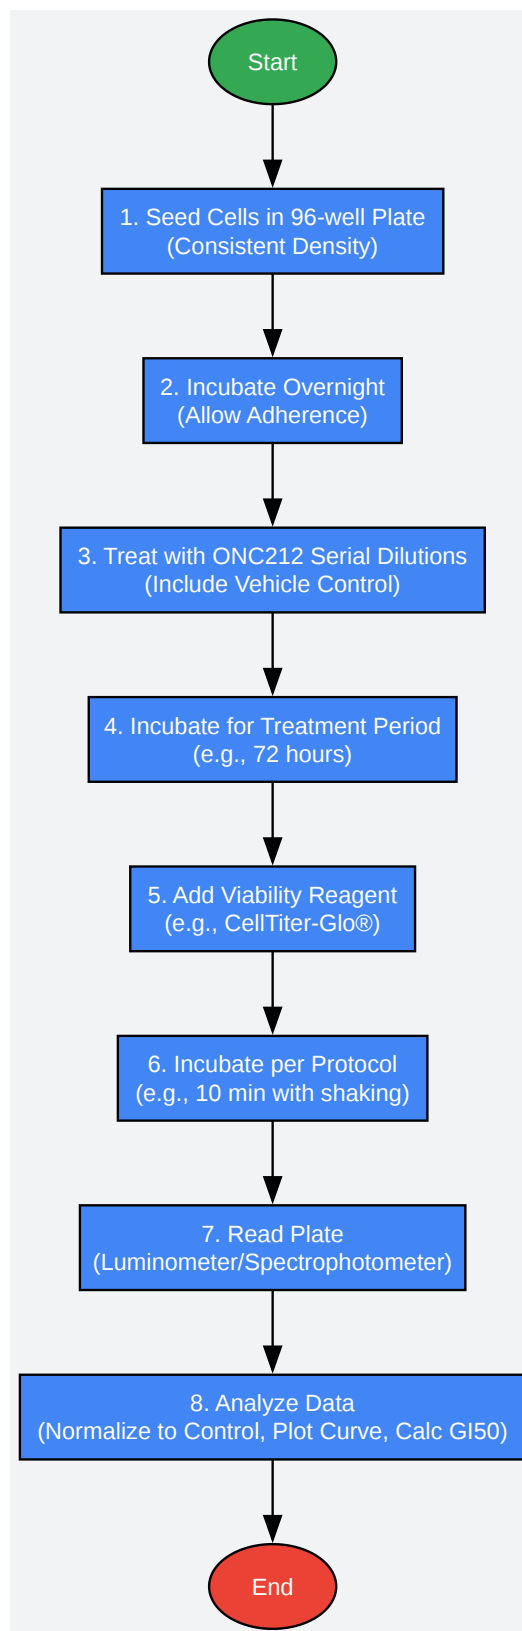 Start
1. Seed Cells in 96-well Plate
(Consistent Density)
2. Incubate Overnight
(Allow Adherence)
3. Treat with ONC212 Serial Dilutions
(Include Vehicle Control)
4. Incubate for Treatment Period
(e.g., 72 hours)
5. Add Viability Reagent
(e.g., CellTiter-Glo®)
6. Incubate per Protocol
(e.g., 10 min with shaking)
7. Read Plate
(Luminometer/Spectrophotometer)
8. Analyze Data
(Normalize to Control, Plot Curve, Calc GI50)
End